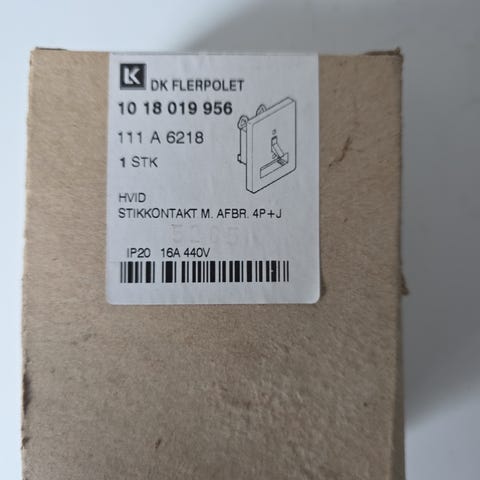 LK DK FLERPOLET
10 18 019 956
111 A 6218
1 STK
HVID
STIKKONTAKT M. AFBR. 4P+J
IP20 16A 440V